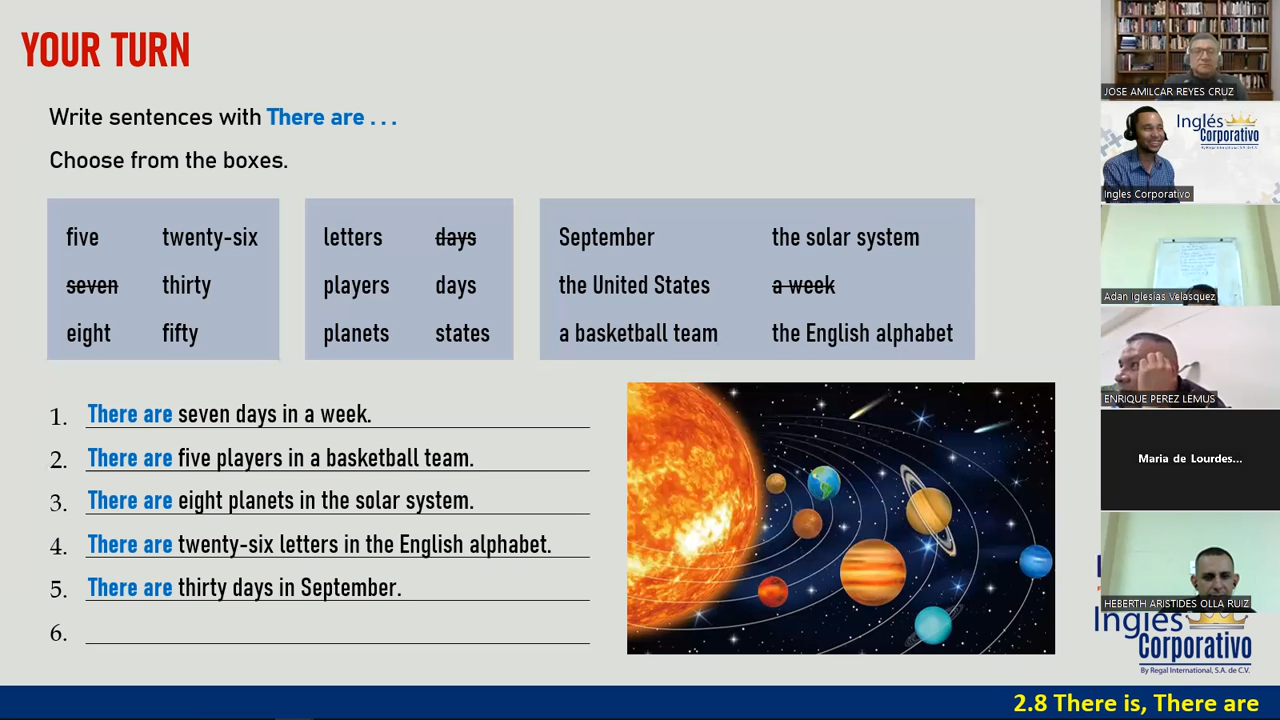 YOUR TURN
Write sentences with There are . . .
Choose from the boxes.
five twenty-six
seven thirty
eight fifty
letters days
players days
planets states
September the solar system
the United States a week
a basketball team the English alphabet
1. There are seven days in a week.
2. There are five players in a basketball team.
3. There are eight planets in the solar system.
4. There are twenty-six letters in the English alphabet.
5. There are thirty days in September.
6.
JOSE AMILCAR REYES CRUZ
Inglés
Corporativo
By Regal International, S.A. de C.V.
Ingles Corporativo
Adan Iglesias Velasquez
ENRIQUE PEREZ LEMUS
Maria de Lourdes...
HEBERTH ARISTIDES OLLA RUIZ
Inglés
Corporativo
By Regal International, S.A. de C.V.
2.8 There is, There are